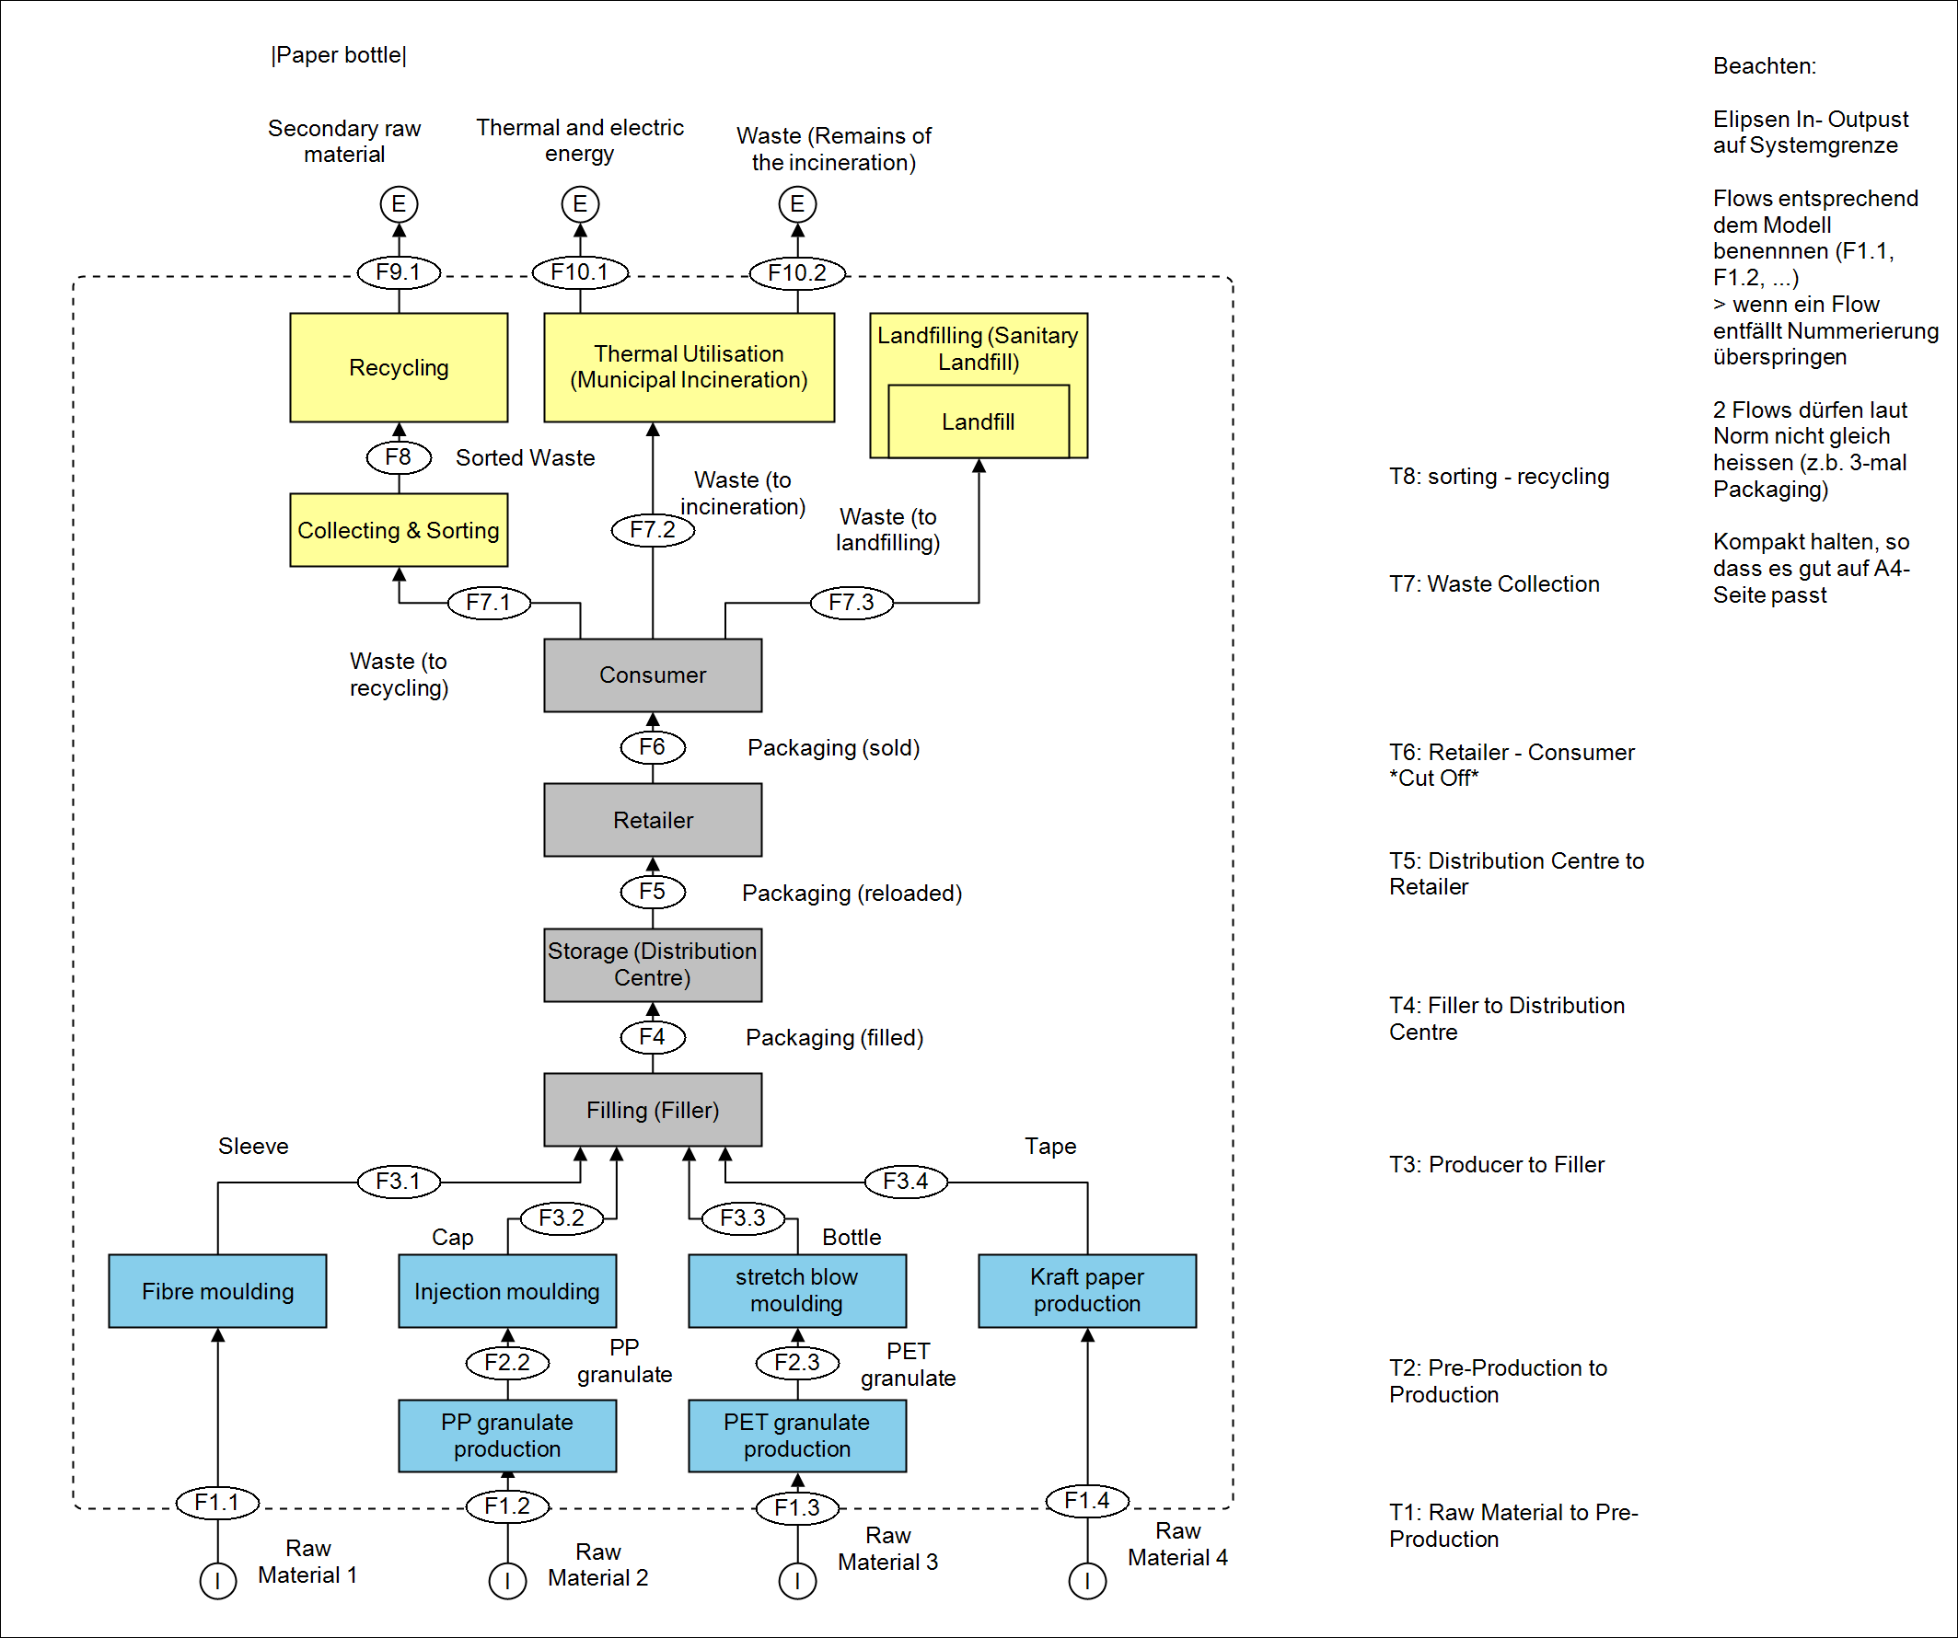 |Paper bottle|
Secondary raw
material
Thermal and electric
energy
Waste (Remains of
the incineration)
E
E
E
F9.1
F10.1
F10.2
Recycling
Thermal Utilisation
(Municipal Incineration)
Landfilling (Sanitary
Landfill)
Landfill
F8
Sorted Waste
Waste (to
incineration)
Collecting & Sorting
F7.2
Waste (to
landfilling)
F7.1
F7.3
Waste (to
recycling)
Consumer
F6
Packaging (sold)
Retailer
F5
Packaging (reloaded)
Storage (Distribution
Centre)
F4
Packaging (filled)
Filling (Filler)
Sleeve
Tape
F3.1
F3.4
F3.2
F3.3
Cap
Bottle
Fibre moulding
Injection moulding
stretch blow
moulding
Kraft paper
production
F2.2
PP
granulate
F2.3
PET
granulate
PP granulate
production
PET granulate
production
F1.1
F1.2
F1.3
F1.4
Raw
Material 1
Raw
Material 2
Raw
Material 3
Raw
Material 4
I
I
I
I
T8: sorting - recycling
T7: Waste Collection
T6: Retailer - Consumer
*Cut Off*
T5: Distribution Centre to
Retailer
T4: Filler to Distribution
Centre
T3: Producer to Filler
T2: Pre-Production to
Production
T1: Raw Material to Pre-
Production
Beachten:
Elipsen In- Outpust
auf Systemgrenze
Flows entsprechend
dem Modell
benennnen (F1.1,
F1.2, ...)
> wenn ein Flow
entfällt Nummerierung
überspringen
2 Flows dürfen laut
Norm nicht gleich
heissen (z.b. 3-mal
Packaging)
Kompakt halten, so
dass es gut auf A4-
Seite passt